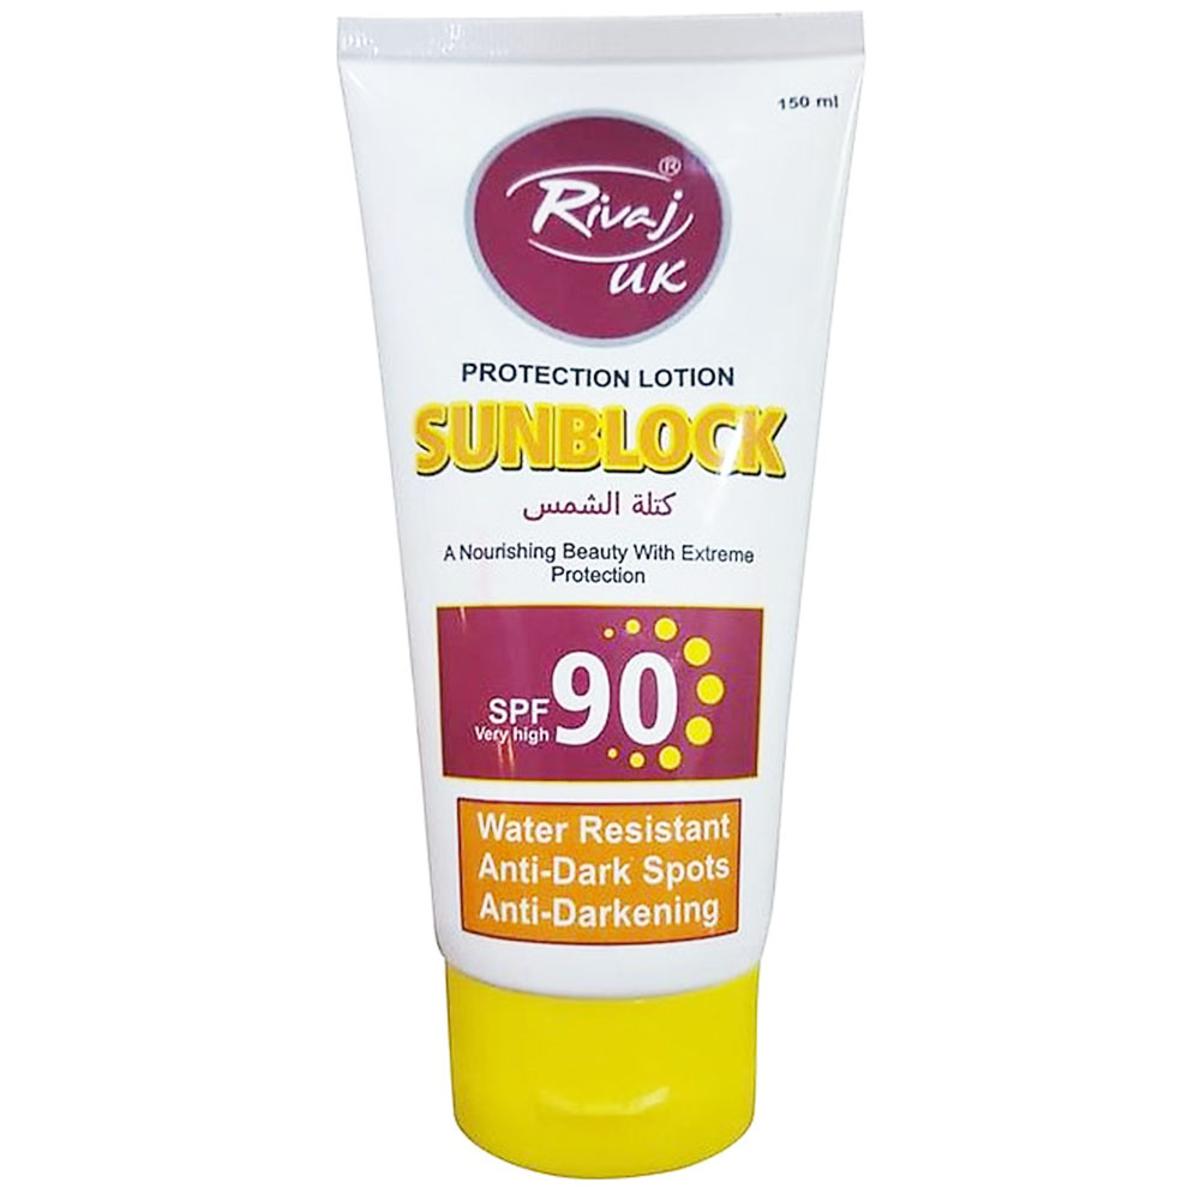 150 ml
®
Rivaj
UK
PROTECTION LOTION
SUNBLOCK
كتلة الشمس
A Nourishing Beauty With Extreme
Protection
SPF 90
Very high
Water Resistant
Anti-Dark Spots
Anti-Darkening